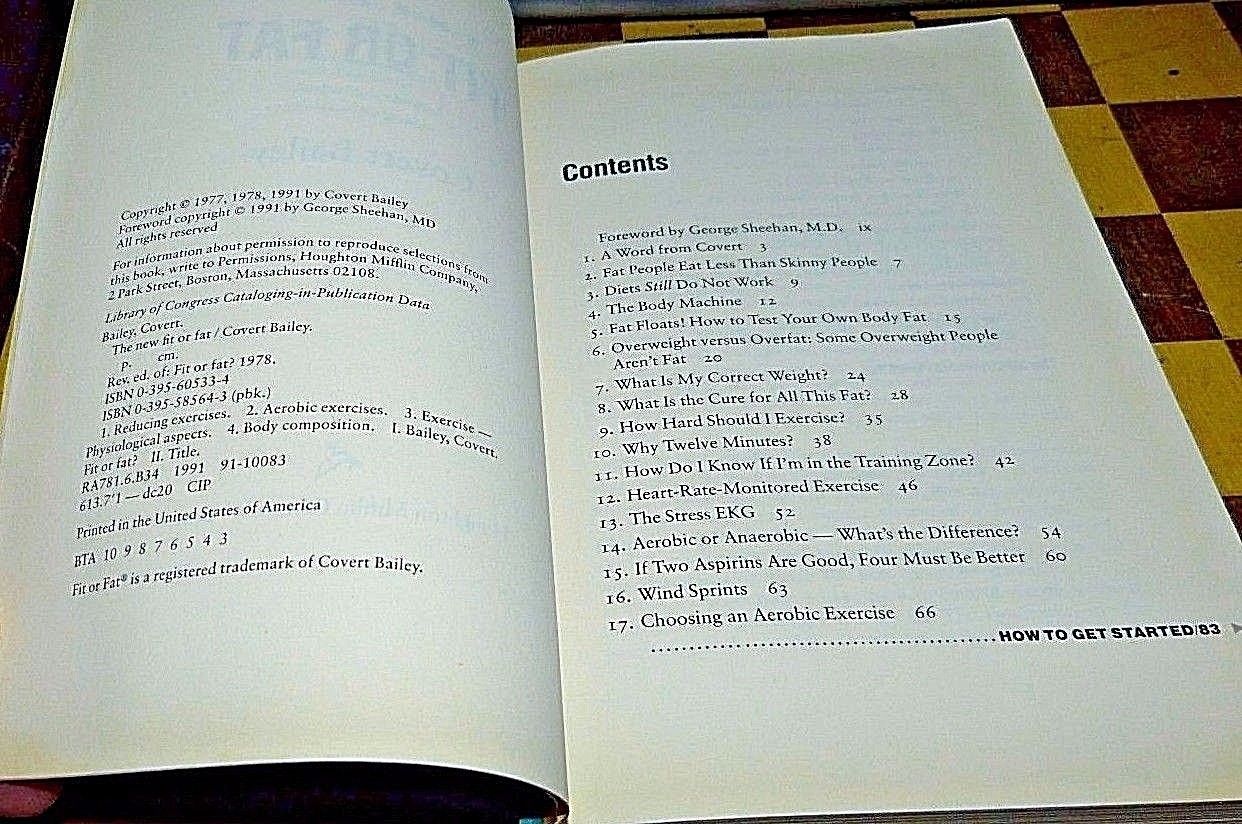 Copyright © 1977, 1978, 1991 by Covert Bailey
Foreword copyright © 1991 by George Sheehan, MD
All rights reserved
For information about permission to reproduce selections from
this book, write to Permissions, Houghton Mifflin Company,
2 Park Street, Boston, Massachusetts 02108.
Library of Congress Cataloging-in-Publication Data
Bailey, Covert.
The new fit or fat / Covert Bailey.
p. cm.
Rev. ed. of: Fit or fat? 1978.
ISBN 0-395-60533-4
ISBN 0-395-58564-3 (pbk.)
1. Reducing exercises. 2. Aerobic exercises. 3. Exercise —
Physiological aspects. 4. Body composition. I. Bailey, Covert.
Fit or fat? II. Title.
RA781.6.B34 1991 91-10083
613.7'1 — dc20 CIP
Printed in the United States of America
BTA 10 9 8 7 6 5 4 3
Fit or Fat® is a registered trademark of Covert Bailey.
Contents
Foreword by George Sheehan, M.D. ix
1. A Word from Covert 3
2. Fat People Eat Less Than Skinny People 7
3. Diets Still Do Not Work 9
4. The Body Machine 12
5. Fat Floats! How to Test Your Own Body Fat 15
6. Overweight versus Overfat: Some Overweight People
Aren't Fat 20
7. What Is My Correct Weight? 24
8. What Is the Cure for All This Fat? 28
9. How Hard Should I Exercise? 35
10. Why Twelve Minutes? 38
11. How Do I Know If I'm in the Training Zone? 42
12. Heart-Rate-Monitored Exercise 46
13. The Stress EKG 52
14. Aerobic or Anaerobic — What's the Difference? 54
15. If Two Aspirins Are Good, Four Must Be Better 60
16. Wind Sprints 63
17. Choosing an Aerobic Exercise 66
HOW TO GET STARTED/83